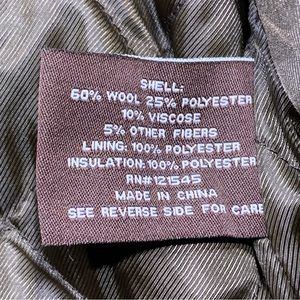 SHELL:
60% WOOL 25% POLYESTER
10% VISCOSE
5% OTHER FIBERS
LINING: 100% POLYESTER
INSULATION: 100% POLYESTER
RN#121545
MADE IN CHINA
SEE REVERSE SIDE FOR CARE